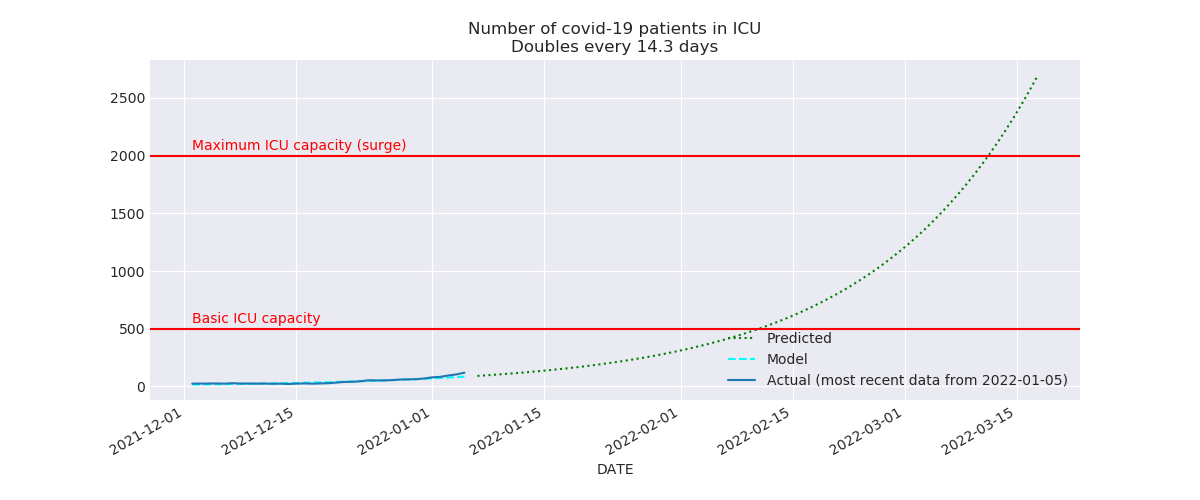 Number of covid-19 patients in ICU
Doubles every 14.3 days
2500
2000
1500
1000
500
0
Maximum ICU capacity (surge)
Basic ICU capacity
Predicted
Model
Actual (most recent data from 2022-01-05)
2021-12-01
2021-12-15
2022-01-01
2022-01-15
2022-02-01
2022-02-15
2022-03-01
2022-03-15
DATE